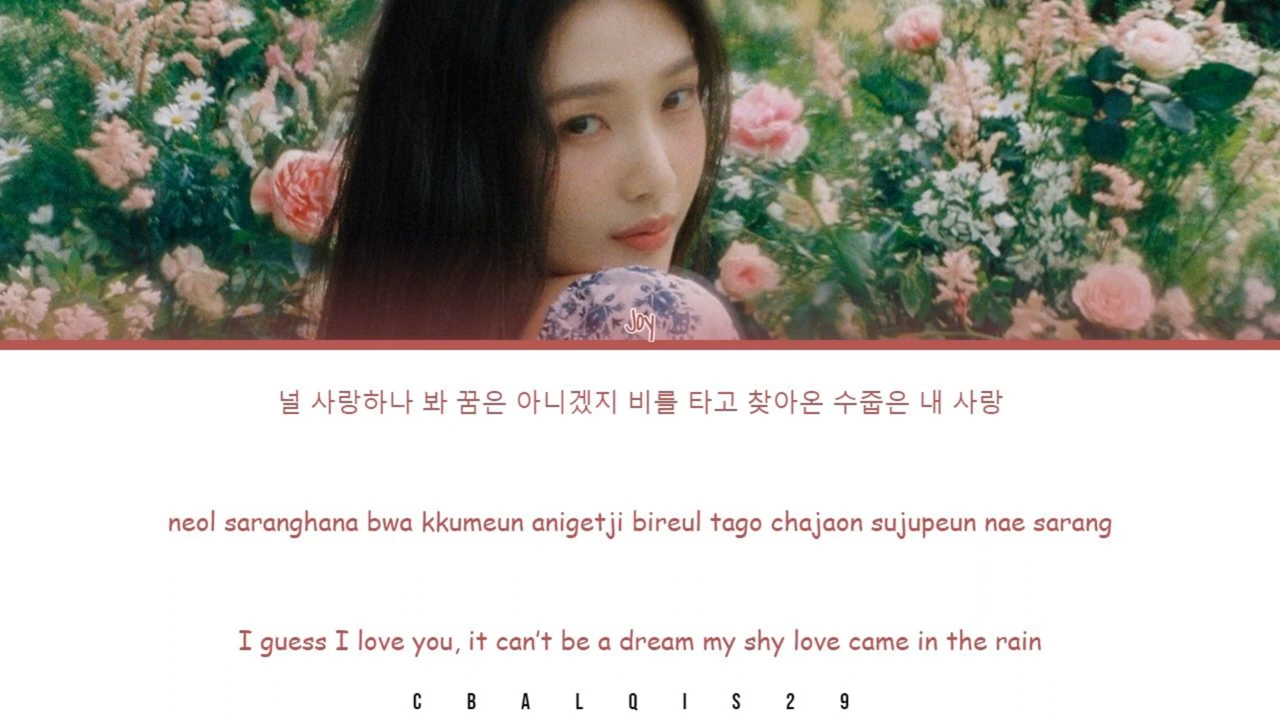 Joy
널 사랑하나 봐 꿈은 아니겠지 비를 타고 찾아온 수줍은 내 사랑
neol saranghana bwa kkumeun anigetji bireul tago chajaon sujupeun nae sarang
I guess I love you, it can't be a dream my shy love came in the rain
CBALQIS29